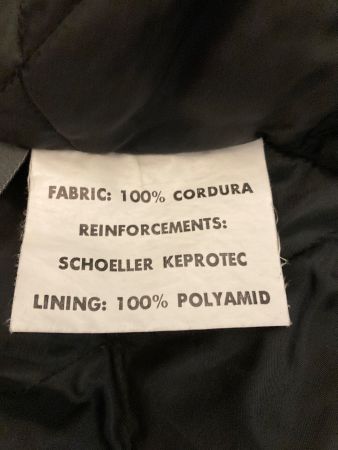 FABRIC: 100% CORDURA
REINFORCEMENTS:
SCHOELLER KEPROTEC
LINING: 100% POLYAMID